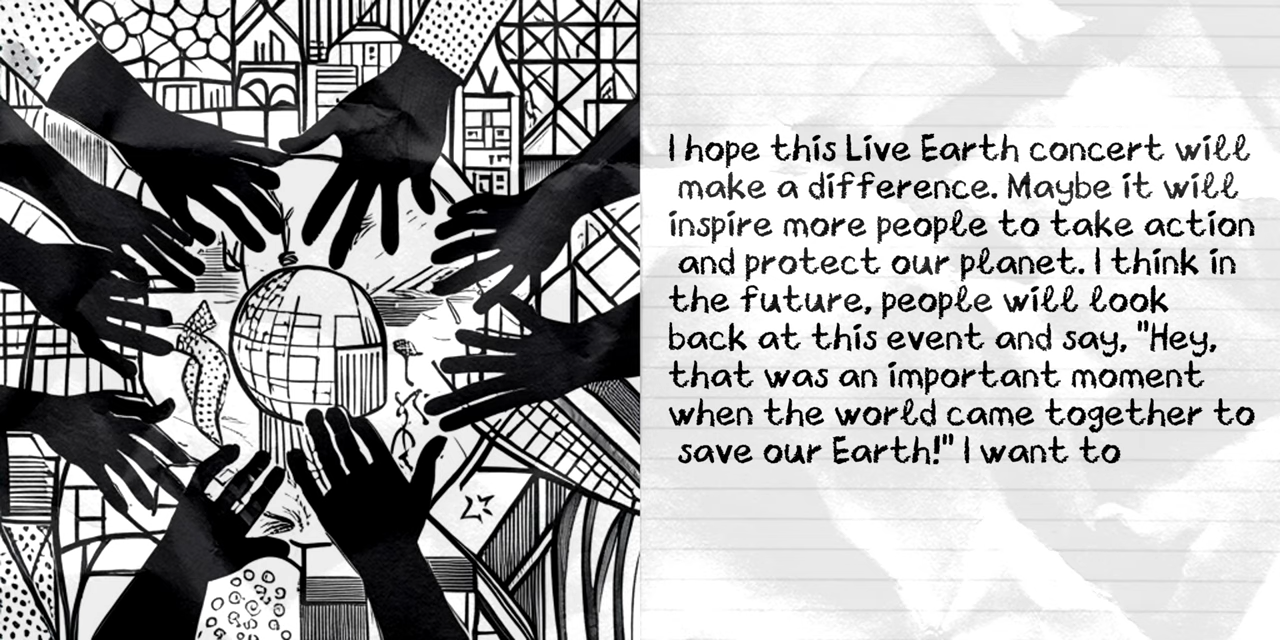 I hope this Live Earth concert will
make a difference. Maybe it will
inspire more people to take action
and protect our planet. I think in
the future, people will look
back at this event and say, "Hey,
that was an important moment
when the world came together to
save our Earth!" I want to